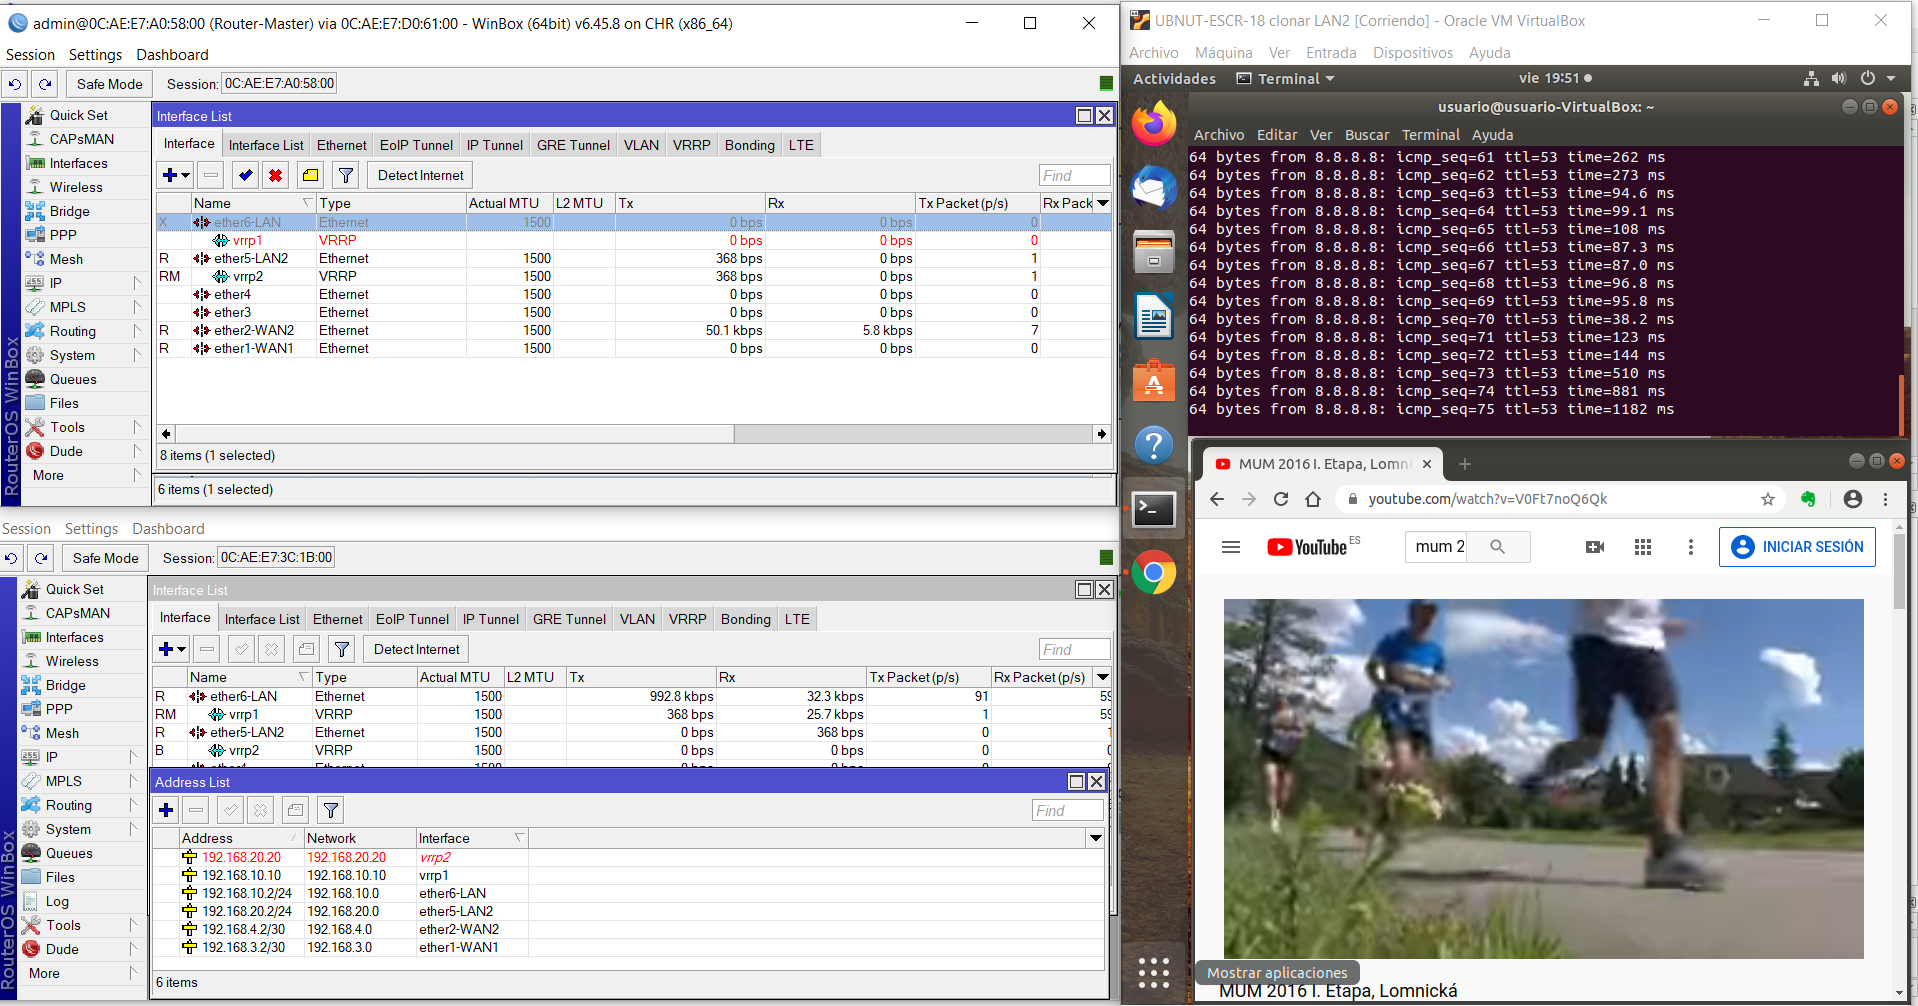 admin@0C:AE:E7:A0:58:00 (Router-Master) via 0C:AE:E7:D0:61:00 - WinBox (64bit) v6.45.8 on CHR (x86_64)
Session Settings Dashboard
Safe Mode Session: 0C:AE:E7:A0:58:00
RouterOS WinBox
Quick Set
CAPsMAN
Interfaces
Wireless
Bridge
PPP
Mesh
IP
MPLS
Routing
System
Queues
Files
Tools
Dude
More
Interface List
Interface Interface List Ethernet EoIP Tunnel IP Tunnel GRE Tunnel VLAN VRRP Bonding LTE
Detect Internet Find
Name Type Actual MTU L2 MTU Tx Rx Tx Packet (p/s) Rx Pack
X ether6-LAN Ethernet 1500 0 bps 0 bps 0
vrrp1 VRRP 0 bps 0 bps 0
R ether5-LAN2 Ethernet 1500 368 bps 0 bps 1
RM vrrp2 VRRP 1500 368 bps 0 bps 1
ether4 Ethernet 1500 0 bps 0 bps 0
ether3 Ethernet 1500 0 bps 0 bps 0
R ether2-WAN2 Ethernet 1500 50.1 kbps 5.8 kbps 7
R ether1-WAN1 Ethernet 1500 0 bps 0 bps 0
8 items (1 selected)
6 items (1 selected)
Session Settings Dashboard
Safe Mode Session: 0C:AE:E7:3C:1B:00
RouterOS WinBox
Quick Set
CAPsMAN
Interfaces
Wireless
Bridge
PPP
Mesh
IP
MPLS
Routing
System
Queues
Files
Log
Tools
Dude
More
Interface List
Interface Interface List Ethernet EoIP Tunnel IP Tunnel GRE Tunnel VLAN VRRP Bonding LTE
Detect Internet Find
Name Type Actual MTU L2 MTU Tx Rx Tx Packet (p/s) Rx Packet (p/s)
R ether6-LAN Ethernet 1500 992.8 kbps 32.3 kbps 91 59
RM vrrp1 VRRP 1500 368 bps 25.7 kbps 1 59
R ether5-LAN2 Ethernet 1500 0 bps 368 bps 0 1
B vrrp2 VRRP 1500 0 bps 0 bps 0 0
Address List
Find
Address Network Interface
192.168.20.20 192.168.20.20 vrrp2
192.168.10.10 192.168.10.10 vrrp1
192.168.10.2/24 192.168.10.0 ether6-LAN
192.168.20.2/24 192.168.20.0 ether5-LAN2
192.168.4.2/30 192.168.4.0 ether2-WAN2
192.168.3.2/30 192.168.3.0 ether1-WAN1
6 items
UBNUT-ESCR-18 clonar LAN2 [Corriendo] - Oracle VM VirtualBox
Archivo Máquina Ver Entrada Dispositivos Ayuda
Actividades Terminal vie 19:51
usuario@usuario-VirtualBox: ~
Archivo Editar Ver Buscar Terminal Ayuda
64 bytes from 8.8.8.8: icmp_seq=61 ttl=53 time=262 ms
64 bytes from 8.8.8.8: icmp_seq=62 ttl=53 time=273 ms
64 bytes from 8.8.8.8: icmp_seq=63 ttl=53 time=94.6 ms
64 bytes from 8.8.8.8: icmp_seq=64 ttl=53 time=99.1 ms
64 bytes from 8.8.8.8: icmp_seq=65 ttl=53 time=108 ms
64 bytes from 8.8.8.8: icmp_seq=66 ttl=53 time=87.3 ms
64 bytes from 8.8.8.8: icmp_seq=67 ttl=53 time=87.0 ms
64 bytes from 8.8.8.8: icmp_seq=68 ttl=53 time=96.8 ms
64 bytes from 8.8.8.8: icmp_seq=69 ttl=53 time=95.8 ms
64 bytes from 8.8.8.8: icmp_seq=70 ttl=53 time=38.2 ms
64 bytes from 8.8.8.8: icmp_seq=71 ttl=53 time=123 ms
64 bytes from 8.8.8.8: icmp_seq=72 ttl=53 time=144 ms
64 bytes from 8.8.8.8: icmp_seq=73 ttl=53 time=510 ms
64 bytes from 8.8.8.8: icmp_seq=74 ttl=53 time=881 ms
64 bytes from 8.8.8.8: icmp_seq=75 ttl=53 time=1182 ms
MUM 2016 I. Etapa, Lomni
youtube.com/watch?v=V0Ft7noQ6Qk
YouTube ES mum 2 INICIAR SESIÓN
Mostrar aplicaciones
MUM 2016 I. Etapa, Lomnická